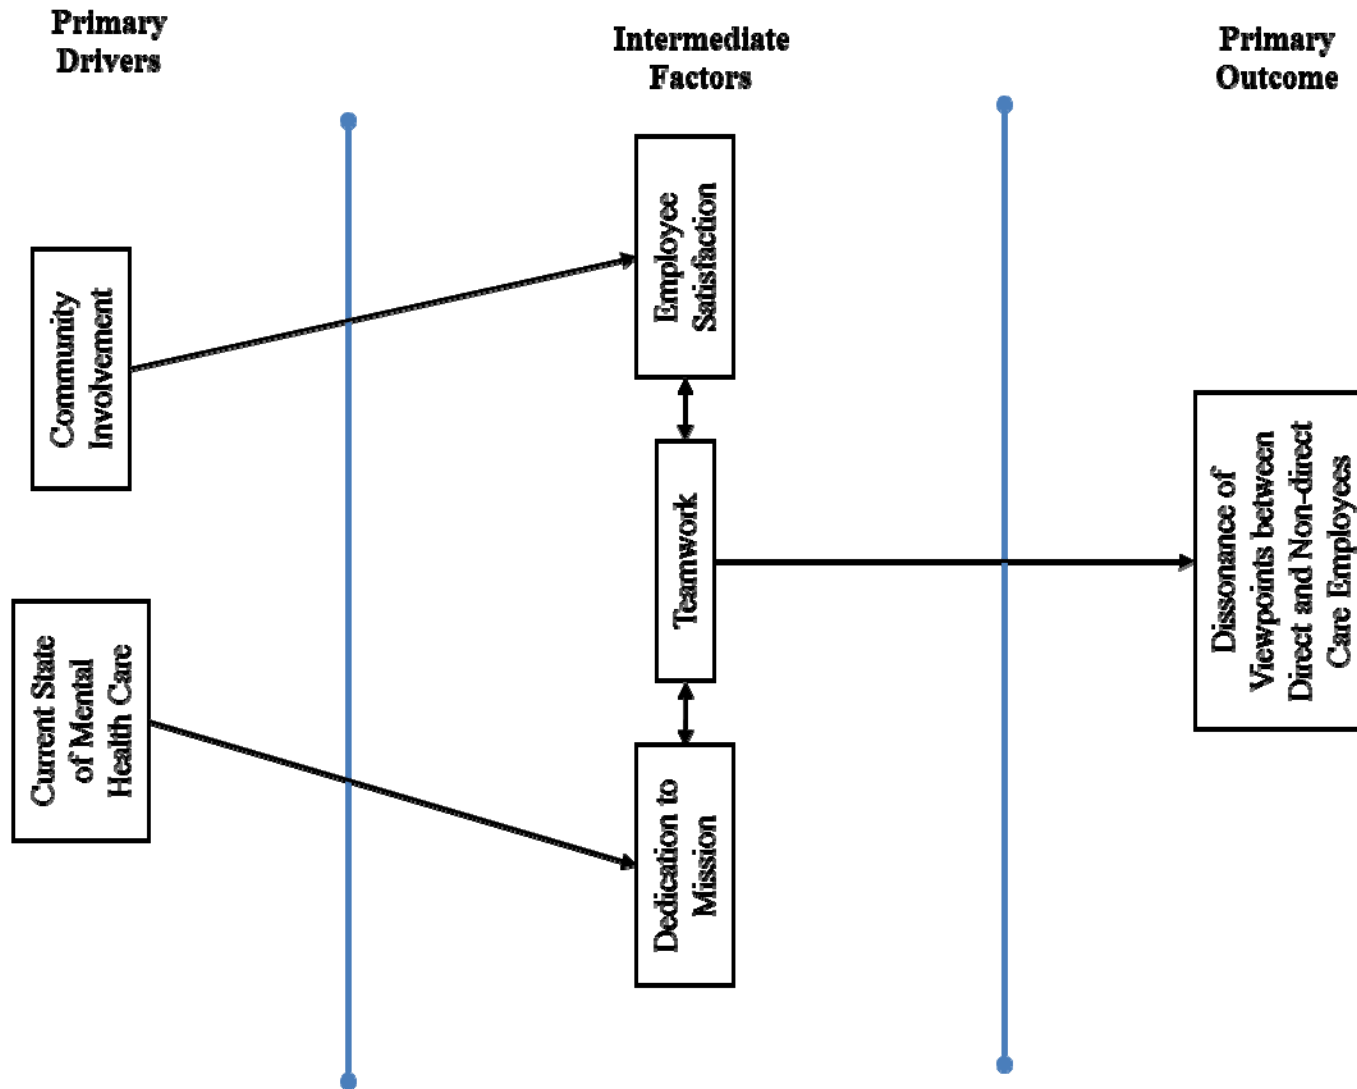 Primary
Drivers
Intermediate
Factors
Primary
Outcome
Community
Involvement
Current State
of Mental
Health Care
Employee
Satisfaction
Teamwork
Dedication to
Mission
Dissonance of
Viewpoints between
Direct and Non-direct
Care Employees